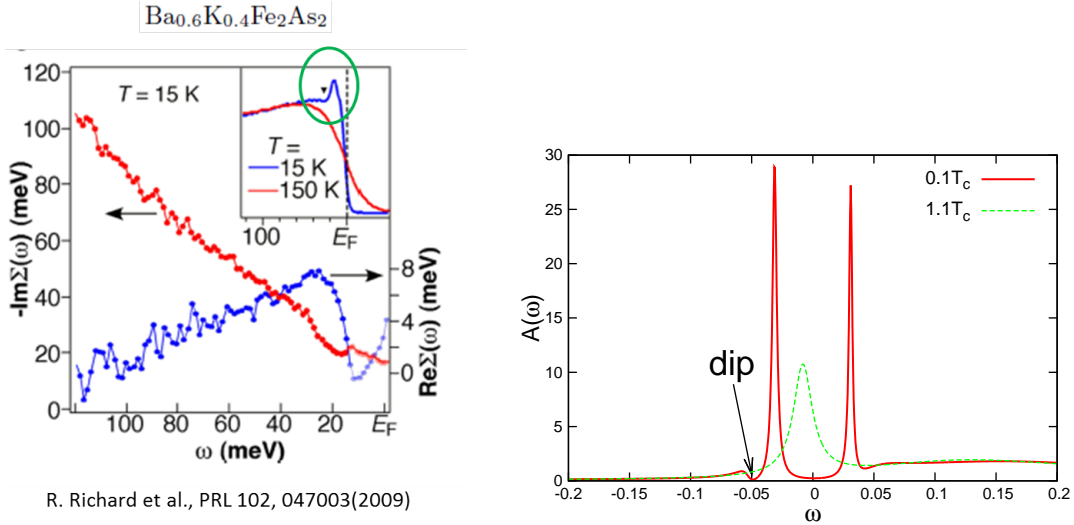 Ba0.6K0.4Fe2As2
120
100
80
60
40
20
0
-ImΣ(ω) (meV)
T = 15 K
T =
15 K
150 K
100
EF
8
4
0
ReΣ(ω) (meV)
100
80
60
40
20
EF
ω (meV)
R. Richard et al., PRL 102, 047003(2009)
30
25
20
15
10
5
0
A(ω)
0.1Tc
1.1Tc
dip
-0.2
-0.15
-0.1
-0.05
0
0.05
0.1
0.15
0.2
ω